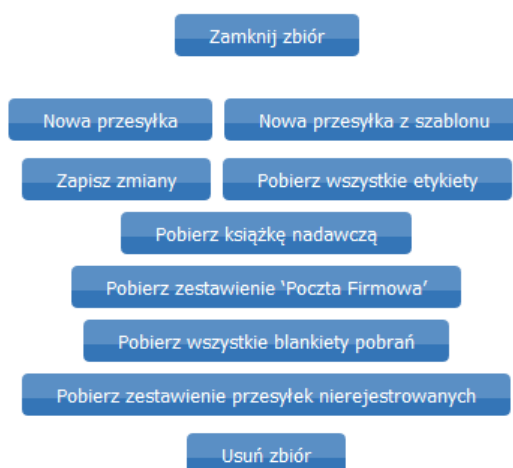 Zamknij zbiór
Nowa przesyłka Nowa przesyłka z szablonu
Zapisz zmiany Pobierz wszystkie etykiety
Pobierz książkę nadawczą
Pobierz zestawienie ‘Poczta Firmowa’
Pobierz wszystkie blankiety pobrań
Pobierz zestawienie przesyłek nierejestrowanych
Usuń zbiór